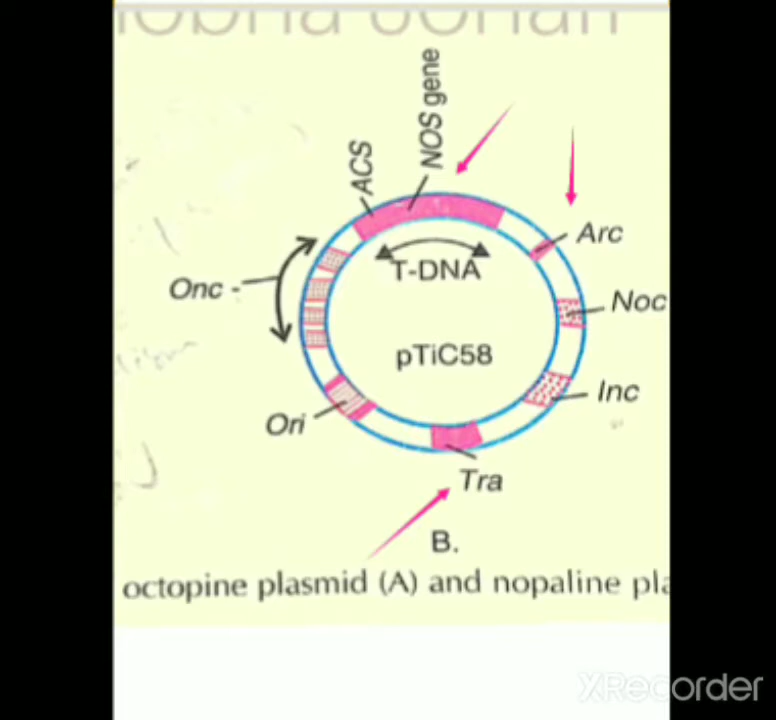 NOS gene
ACS
Arc
T-DNA
Onc -
Noc
pTiC58
Inc
Ori
Tra
B.
octopine plasmid (A) and nopaline pla
XRecorder